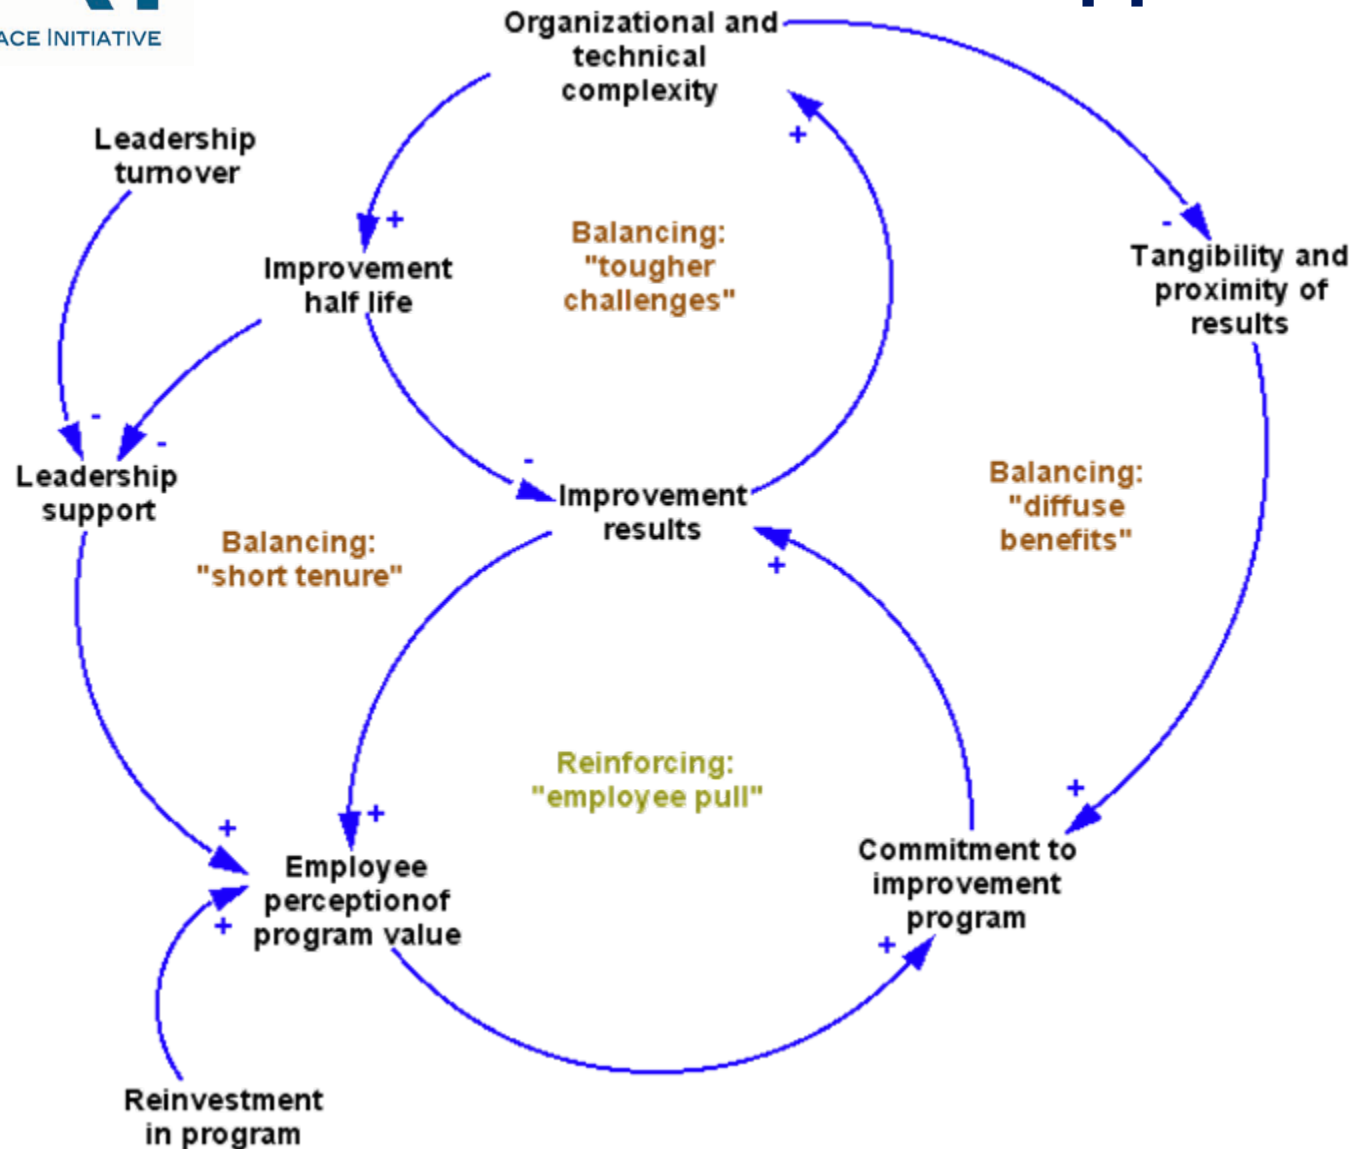 ACE INITIATIVE
Organizational and
technical
complexity
Leadership
turnover
+
+
-
Balancing:
"tougher
challenges"
Tangibility and
proximity of
results
Improvement
half life
-
-
-
Leadership
support
Improvement
results
Balancing:
"diffuse
benefits"
Balancing:
"short tenure"
+
Reinforcing:
"employee pull"
+
+
+
Employee
perceptionof
program value
Commitment to
improvement
program
+
+
Reinvestment
in program